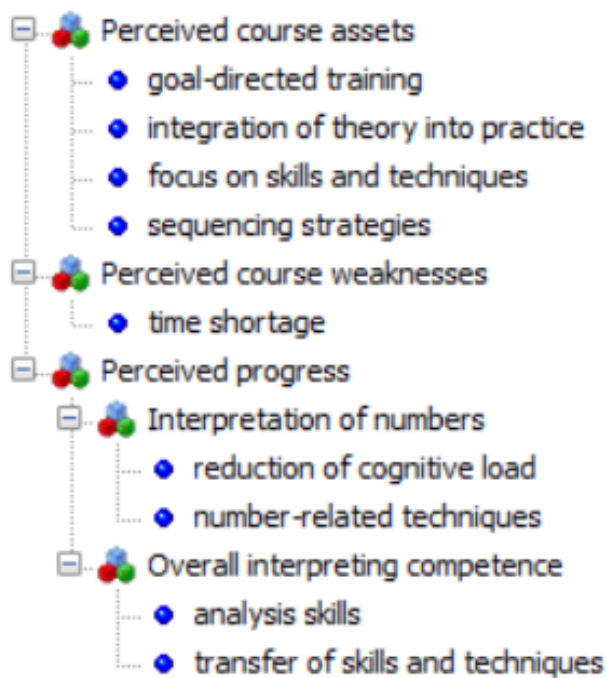 Perceived course assets
goal-directed training
integration of theory into practice
focus on skills and techniques
sequencing strategies
Perceived course weaknesses
time shortage
Perceived progress
Interpretation of numbers
reduction of cognitive load
number-related techniques
Overall interpreting competence
analysis skills
transfer of skills and techniques